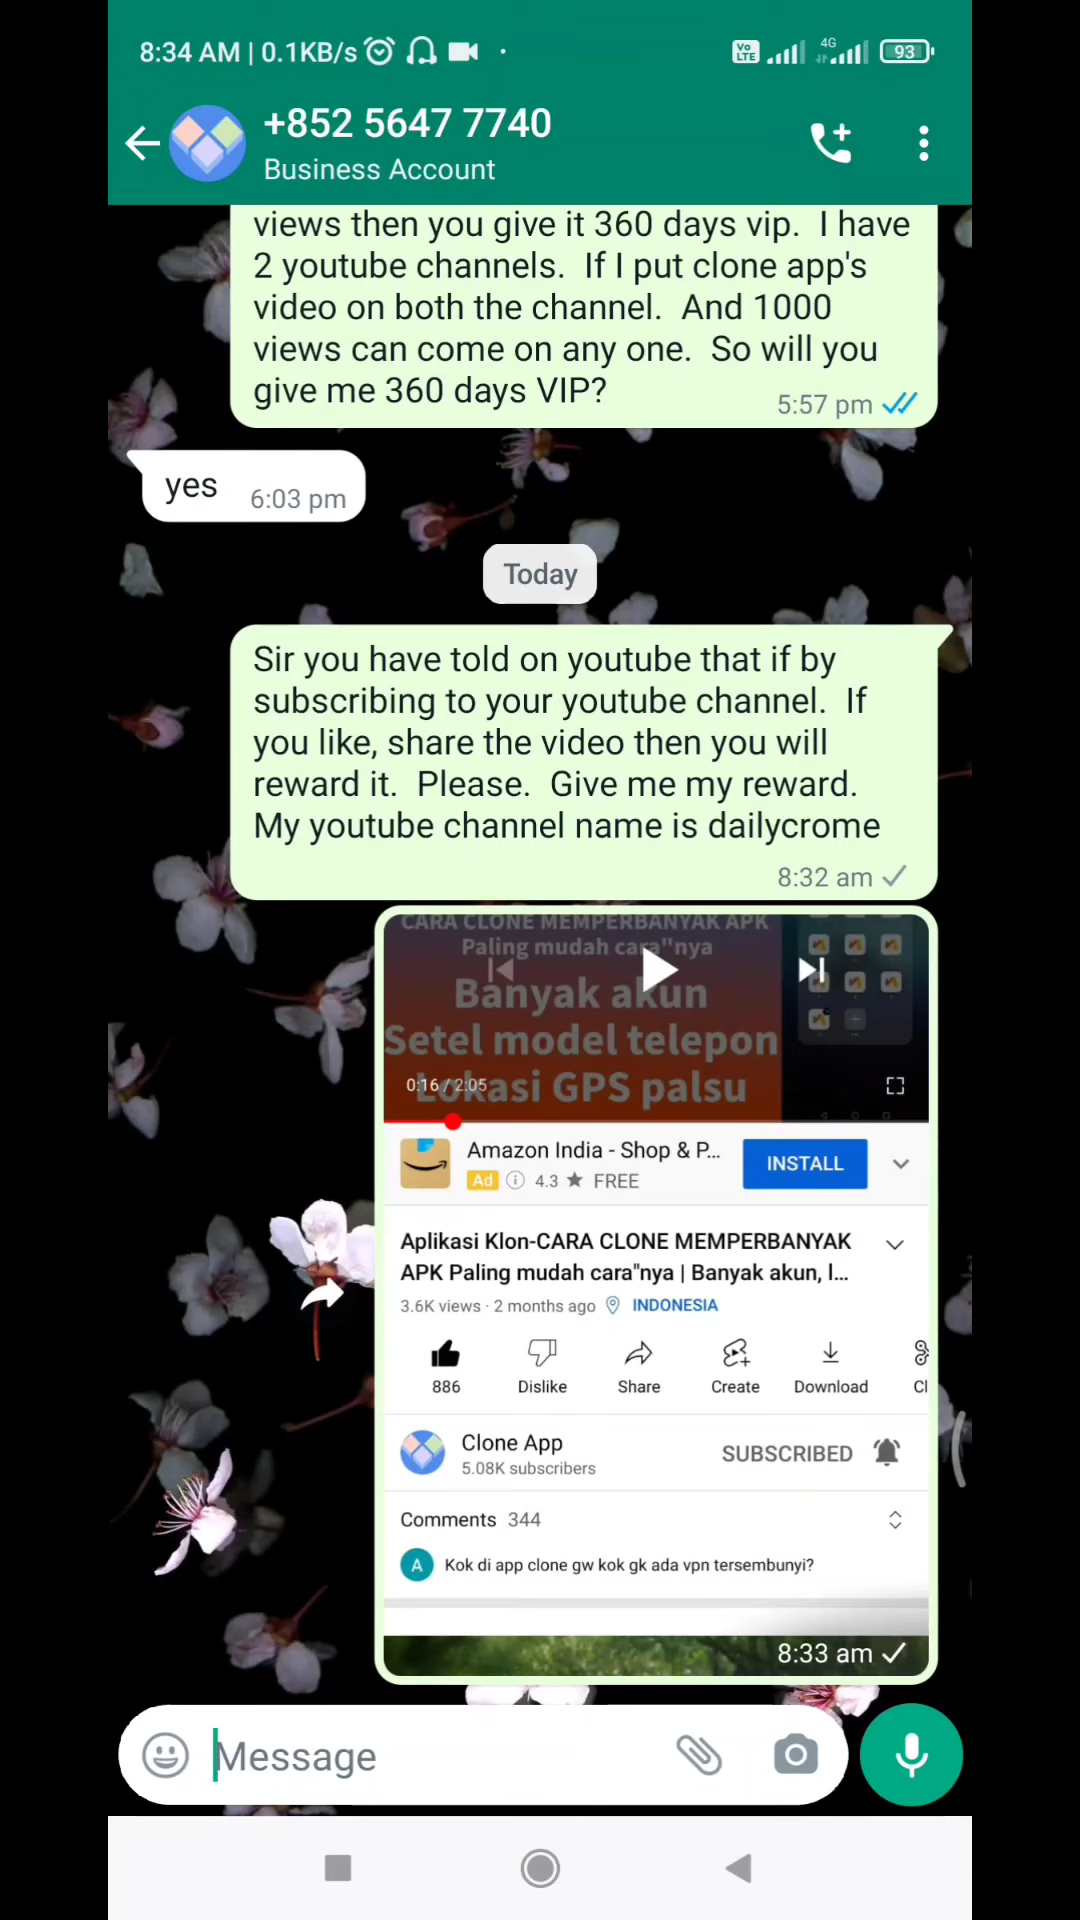 8:34 AM | 0.1KB/s
Vo LTE 4G 93
+852 5647 7740
Business Account
views then you give it 360 days vip. I have
2 youtube channels. If I put clone app's
video on both the channel. And 1000
views can come on any one. So will you
give me 360 days VIP?
5:57 pm
yes
6:03 pm
Today
Sir you have told on youtube that if by
subscribing to your youtube channel. If
you like, share the video then you will
reward it. Please. Give me my reward.
My youtube channel name is dailycrome
8:32 am
CARA CLONE MEMPERBANYAK APK
Paling mudah cara"nya
Banyak akun
Setel model telepon
Lokasi GPS palsu
0:16 / 2:05
Amazon India - Shop & P...
INSTALL
Ad 4.3 ★ FREE
Aplikasi Klon-CARA CLONE MEMPERBANYAK
APK Paling mudah cara"nya | Banyak akun, l...
3.6K views · 2 months ago INDONESIA
886 Dislike Share Create Download Cl
Clone App
5.08K subscribers
SUBSCRIBED
Comments 344
A Kok di app clone gw kok gk ada vpn tersembunyi?
8:33 am
Message